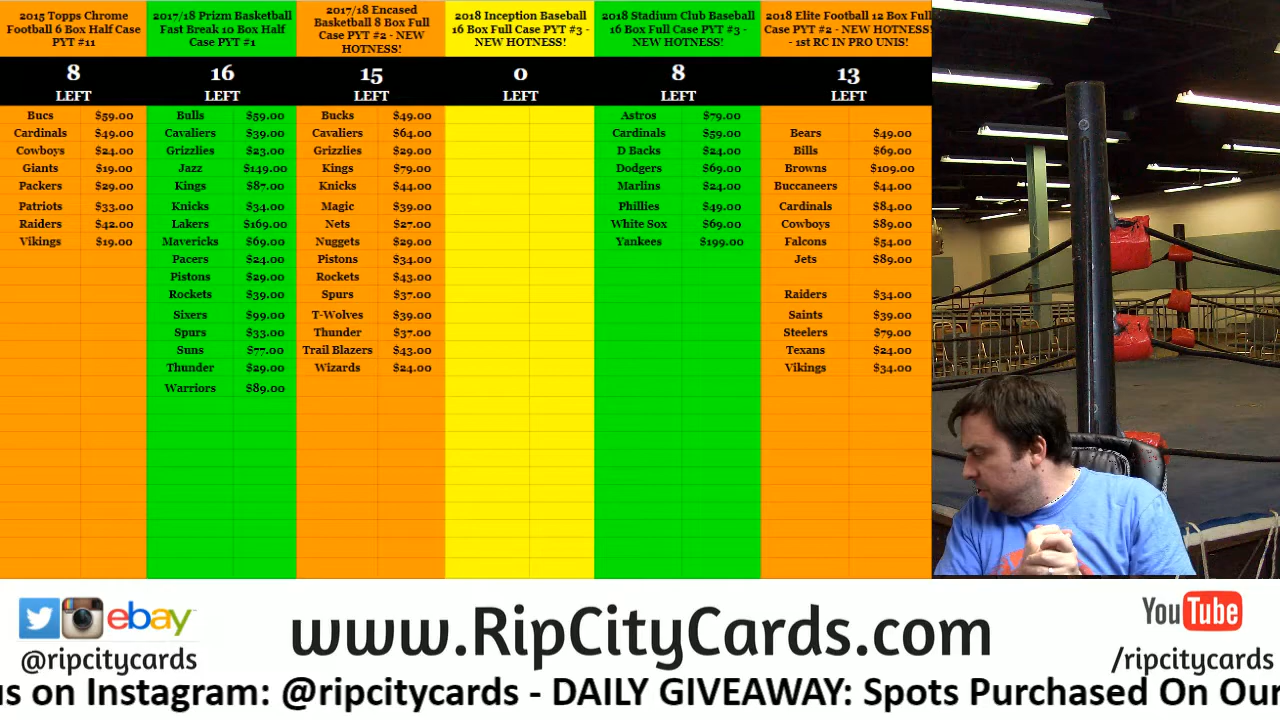 2015 Topps Chrome
Football 6 Box Half Case
PYT #11
8
LEFT
Bucs $59.00
Cardinals $49.00
Cowboys $24.00
Giants $19.00
Packers $29.00
Patriots $33.00
Raiders $42.00
Vikings $19.00
2017/18 Prizm Basketball
Fast Break 10 Box Half
Case PYT #1
16
LEFT
Bulls $59.00
Cavaliers $39.00
Grizzlies $23.00
Jazz $149.00
Kings $87.00
Knicks $34.00
Lakers $169.00
Mavericks $69.00
Pacers $24.00
Pistons $29.00
Rockets $39.00
Sixers $99.00
Spurs $33.00
Suns $77.00
Thunder $29.00
Warriors $89.00
2017/18 Encased
Basketball 8 Box Full
Case PYT #2 - NEW
HOTNESS!
15
LEFT
Bucks $49.00
Cavaliers $64.00
Grizzlies $29.00
Kings $79.00
Knicks $44.00
Magic $39.00
Nets $27.00
Nuggets $29.00
Pistons $34.00
Rockets $43.00
Spurs $37.00
T-Wolves $39.00
Thunder $37.00
Trail Blazers $43.00
Wizards $24.00
2018 Inception Baseball
16 Box Full Case PYT #3 -
NEW HOTNESS!
0
LEFT
2018 Stadium Club Baseball
16 Box Full Case PYT #3 -
NEW HOTNESS!
8
LEFT
Astros $79.00
Cardinals $59.00
D Backs $24.00
Dodgers $69.00
Marlins $24.00
Phillies $49.00
White Sox $69.00
Yankees $199.00
2018 Elite Football 12 Box Full
Case PYT #2 - NEW HOTNESS!
- 1st RC IN PRO UNIS!
13
LEFT
Bears $49.00
Bills $69.00
Browns $109.00
Buccaneers $44.00
Cardinals $84.00
Cowboys $89.00
Falcons $54.00
Jets $89.00
Raiders $34.00
Saints $39.00
Steelers $79.00
Texans $24.00
Vikings $34.00
ebay
@ripcitycards
www.RipCityCards.com
YouTube
/ripcitycards
us on Instagram: @ripcitycards - DAILY GIVEAWAY: Spots Purchased On Our